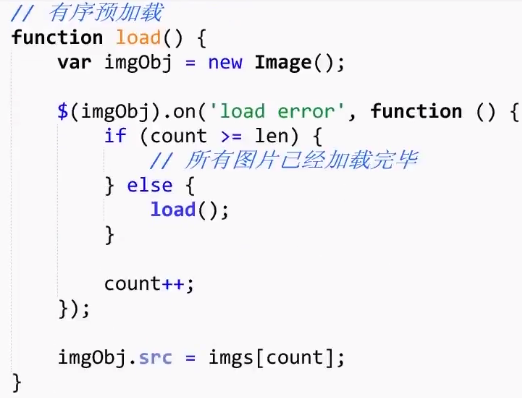 // 有序预加载
function load() {
    var imgObj = new Image();

    $(imgObj).on('load error', function () {
        if (count >= len) {
            // 所有图片已经加载完毕
        } else {
            load();
        }

        count++;
    });

    imgObj.src = imgs[count];
}